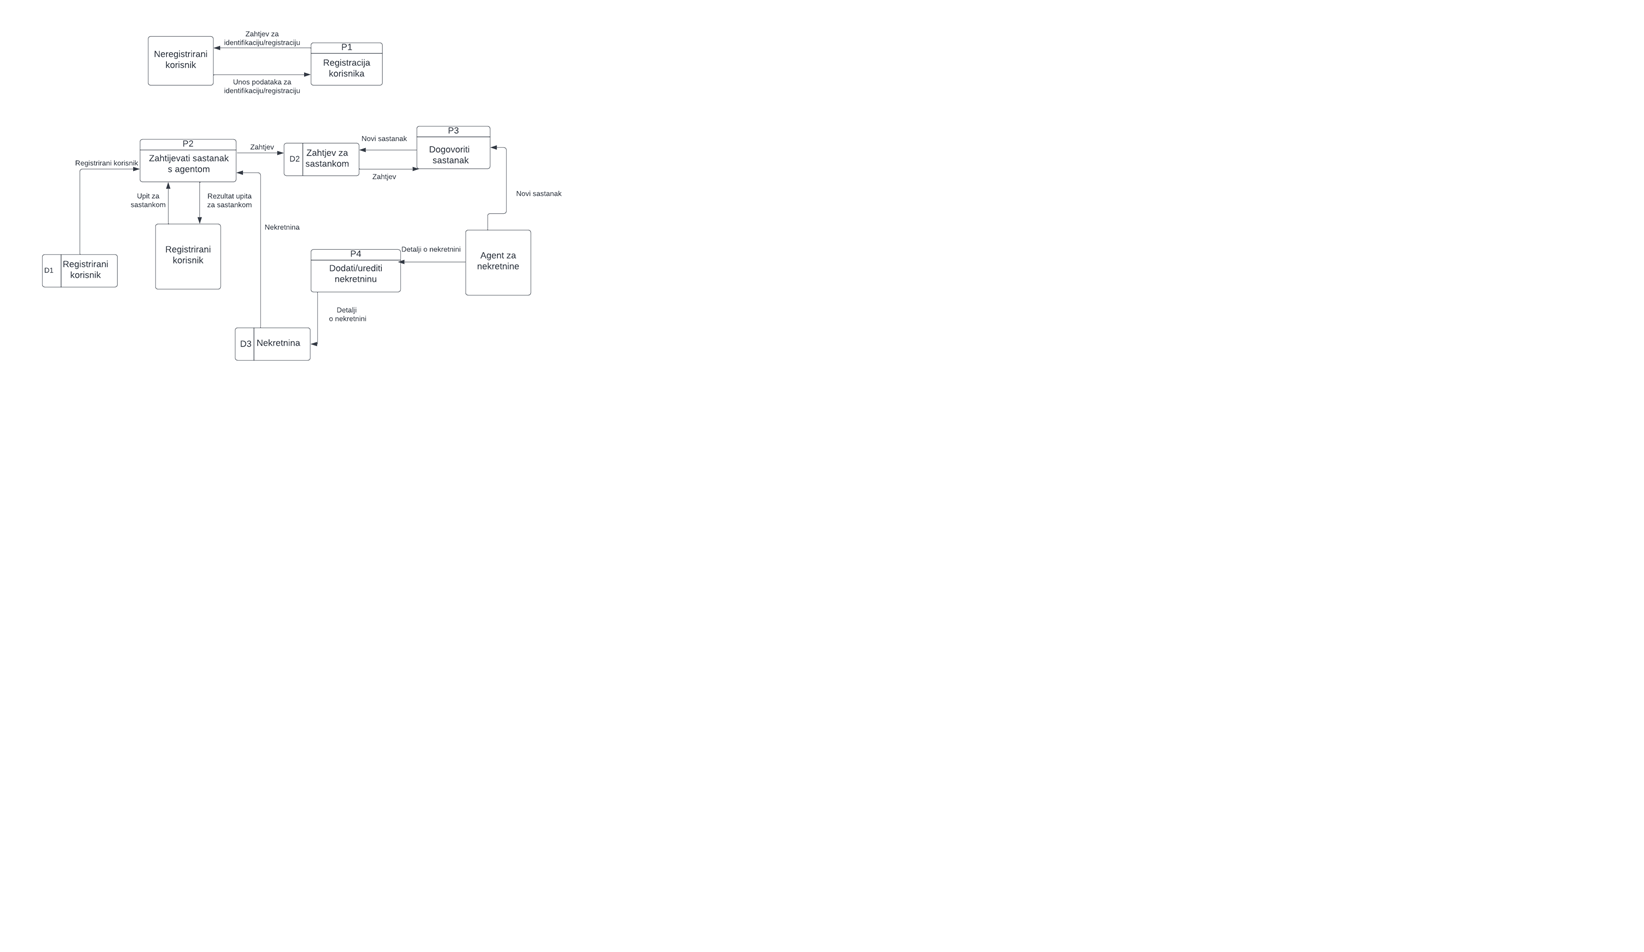 Zahtjev za
identifikaciju/registraciju
P1
Neregistrirani
korisnik
Registracija
korisnika
Unos podataka za
identifikaciju/registraciju
P3
Novi sastanak
P2
Zahtjev
Dogovoriti
sastanak
D2
Zahtjev za
sastankom
Zahtijevati sastanak
s agentom
Registrirani korisnik
Zahtjev
Upit za
sastankom
Rezultat upita
za sastankom
Novi sastanak
Nekretnina
Registrirani
korisnik
P4
Detalji o nekretnini
Agent za
nekretnine
D1
Registrirani
korisnik
Dodati/urediti
nekretninu
Detalji
o nekretnini
D3
Nekretnina